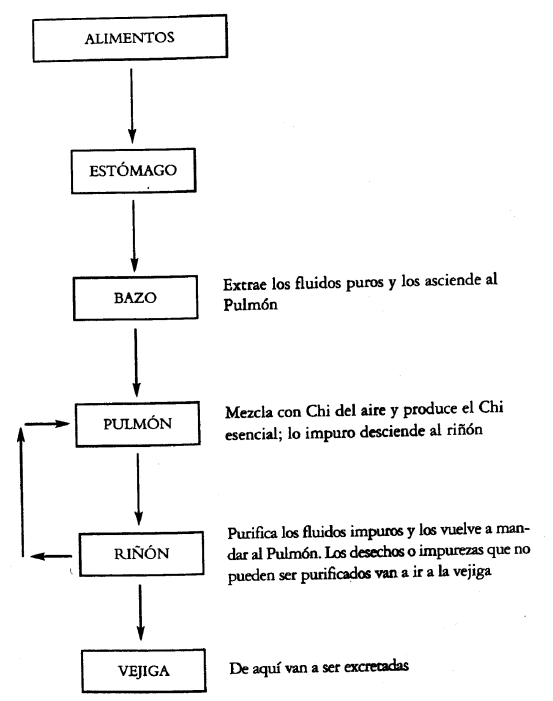 ALIMENTOS
ESTÓMAGO
BAZO
Extrae los fluidos puros y los asciende al
Pulmón
PULMÓN
Mezcla con Chi del aire y produce el Chi
esencial; lo impuro desciende al riñón
RIÑÓN
Purifica los fluidos impuros y los vuelve a man-
dar al Pulmón. Los desechos o impurezas que no
pueden ser purificados van a ir a la vejiga
VEJIGA
De aquí van a ser excretadas